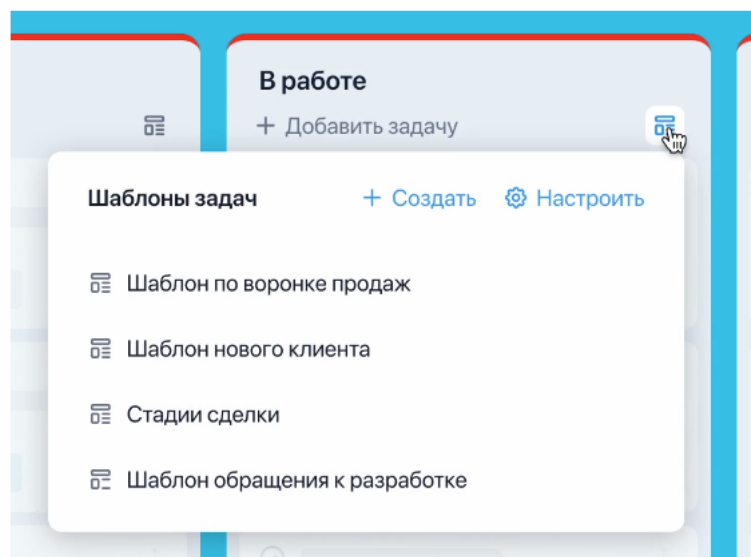 В работе
+ Добавить задачу
Шаблоны задач + Создать Настроить
Шаблон по воронке продаж
Шаблон нового клиента
Стадии сделки
Шаблон обращения к разработке